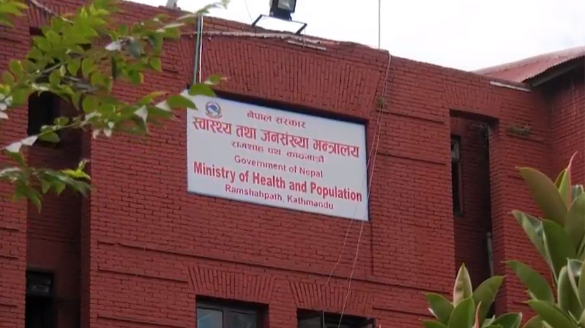 नेपाल सरकार
स्वास्थ्य तथा जनसंख्या मन्त्रालय
रामशाह पथ काठमाडौं
Government of Nepal
Ministry of Health and Population
Ramshahpath, Kathmandu